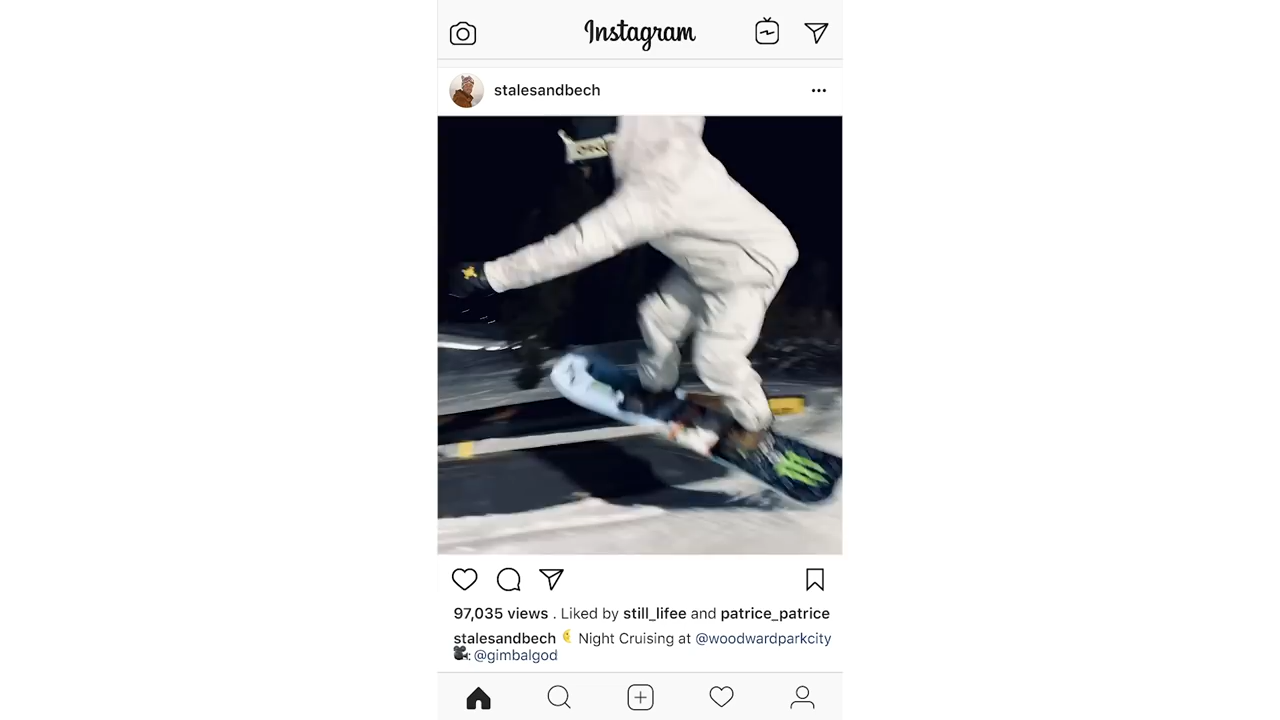 Instagram
stalesandbech
97,035 views . Liked by still_lifee and patrice_patrice
stalesandbech 🌛 Night Cruising at @woodwardparkcity
🎥: @gimbalgod